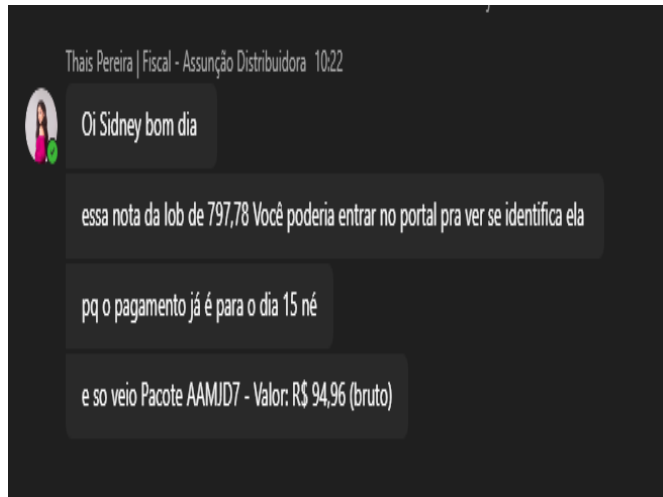 Thais Pereira | Fiscal - Assunção Distribuidora 10:22
Oi Sidney bom dia
essa nota da lob de 797,78 Você poderia entrar no portal pra ver se identifica ela
pq o pagamento já é para o dia 15 né
e so veio Pacote AAMJD7 - Valor: R$ 94,96 (bruto)